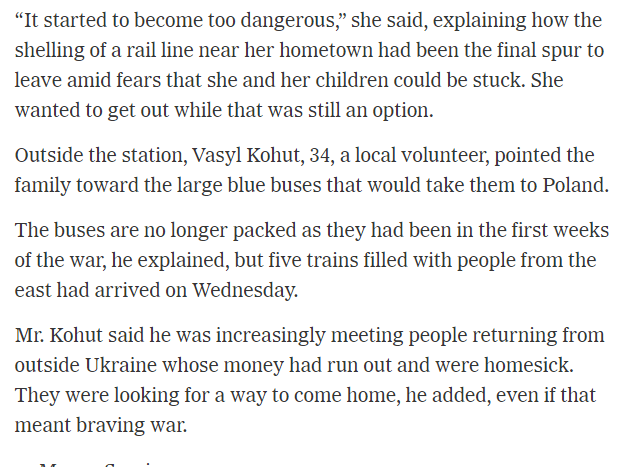 “It started to become too dangerous,” she said, explaining how the
shelling of a rail line near her hometown had been the final spur to
leave amid fears that she and her children could be stuck. She
wanted to get out while that was still an option.
Outside the station, Vasyl Kohut, 34, a local volunteer, pointed the
family toward the large blue buses that would take them to Poland.
The buses are no longer packed as they had been in the first weeks
of the war, he explained, but five trains filled with people from the
east had arrived on Wednesday.
Mr. Kohut said he was increasingly meeting people returning from
outside Ukraine whose money had run out and were homesick.
They were looking for a way to come home, he added, even if that
meant braving war.